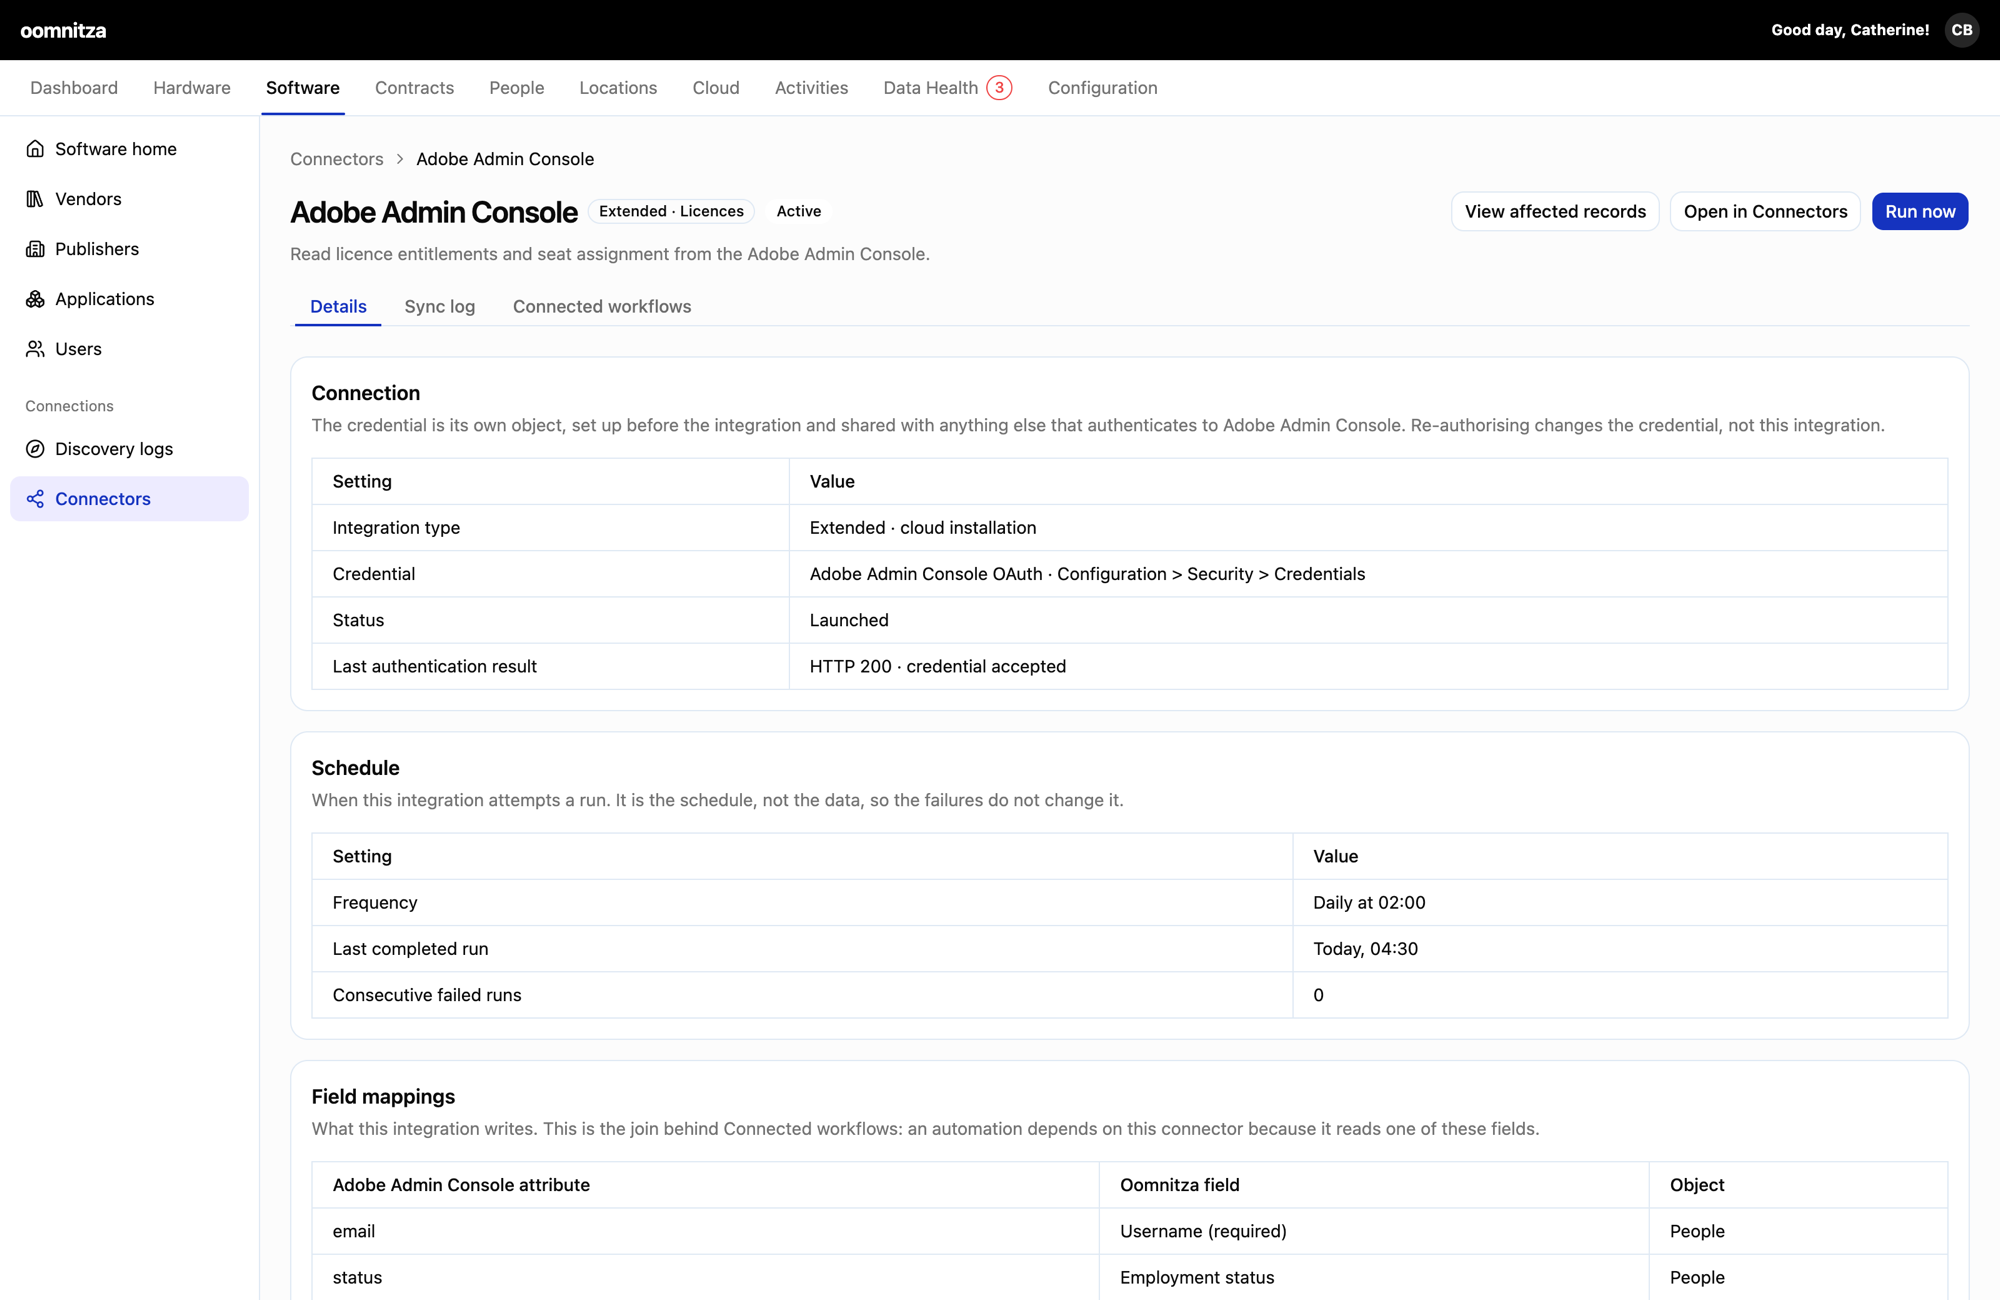 oomnitza
Good day, Catherine!
CB
Dashboard
Hardware
Software
Contracts
People
Locations
Cloud
Activities
Data Health 3
Configuration
Software home
Vendors
Publishers
Applications
Users
Connections
Discovery logs
Connectors
Connectors > Adobe Admin Console
Adobe Admin Console
Extended · Licences
Active
View affected records
Open in Connectors
Run now
Read licence entitlements and seat assignment from the Adobe Admin Console.
Details
Sync log
Connected workflows
Connection
The credential is its own object, set up before the integration and shared with anything else that authenticates to Adobe Admin Console. Re-authorising changes the credential, not this integration.
Setting Value
Integration type Extended · cloud installation
Credential Adobe Admin Console OAuth · Configuration > Security > Credentials
Status Launched
Last authentication result HTTP 200 · credential accepted
Schedule
When this integration attempts a run. It is the schedule, not the data, so the failures do not change it.
Setting Value
Frequency Daily at 02:00
Last completed run Today, 04:30
Consecutive failed runs 0
Field mappings
What this integration writes. This is the join behind Connected workflows: an automation depends on this connector because it reads one of these fields.
Adobe Admin Console attribute Oomnitza field Object
email Username (required) People
status Employment status People